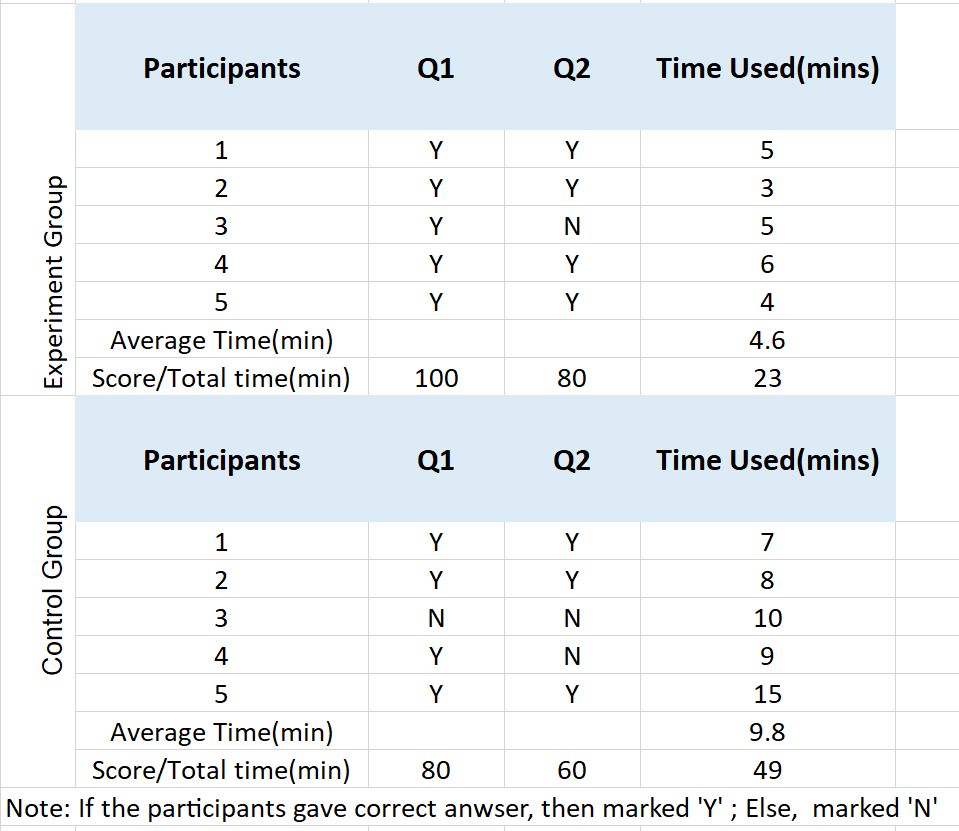 Experiment Group
Participants Q1 Q2 Time Used(mins)
1 Y Y 5
2 Y Y 3
3 Y N 5
4 Y Y 6
5 Y Y 4
Average Time(min) 4.6
Score/Total time(min) 100 80 23
Control Group
Participants Q1 Q2 Time Used(mins)
1 Y Y 7
2 Y Y 8
3 N N 10
4 Y N 9
5 Y Y 15
Average Time(min) 9.8
Score/Total time(min) 80 60 49
Note: If the participants gave correct anwser, then marked 'Y' ; Else, marked 'N'